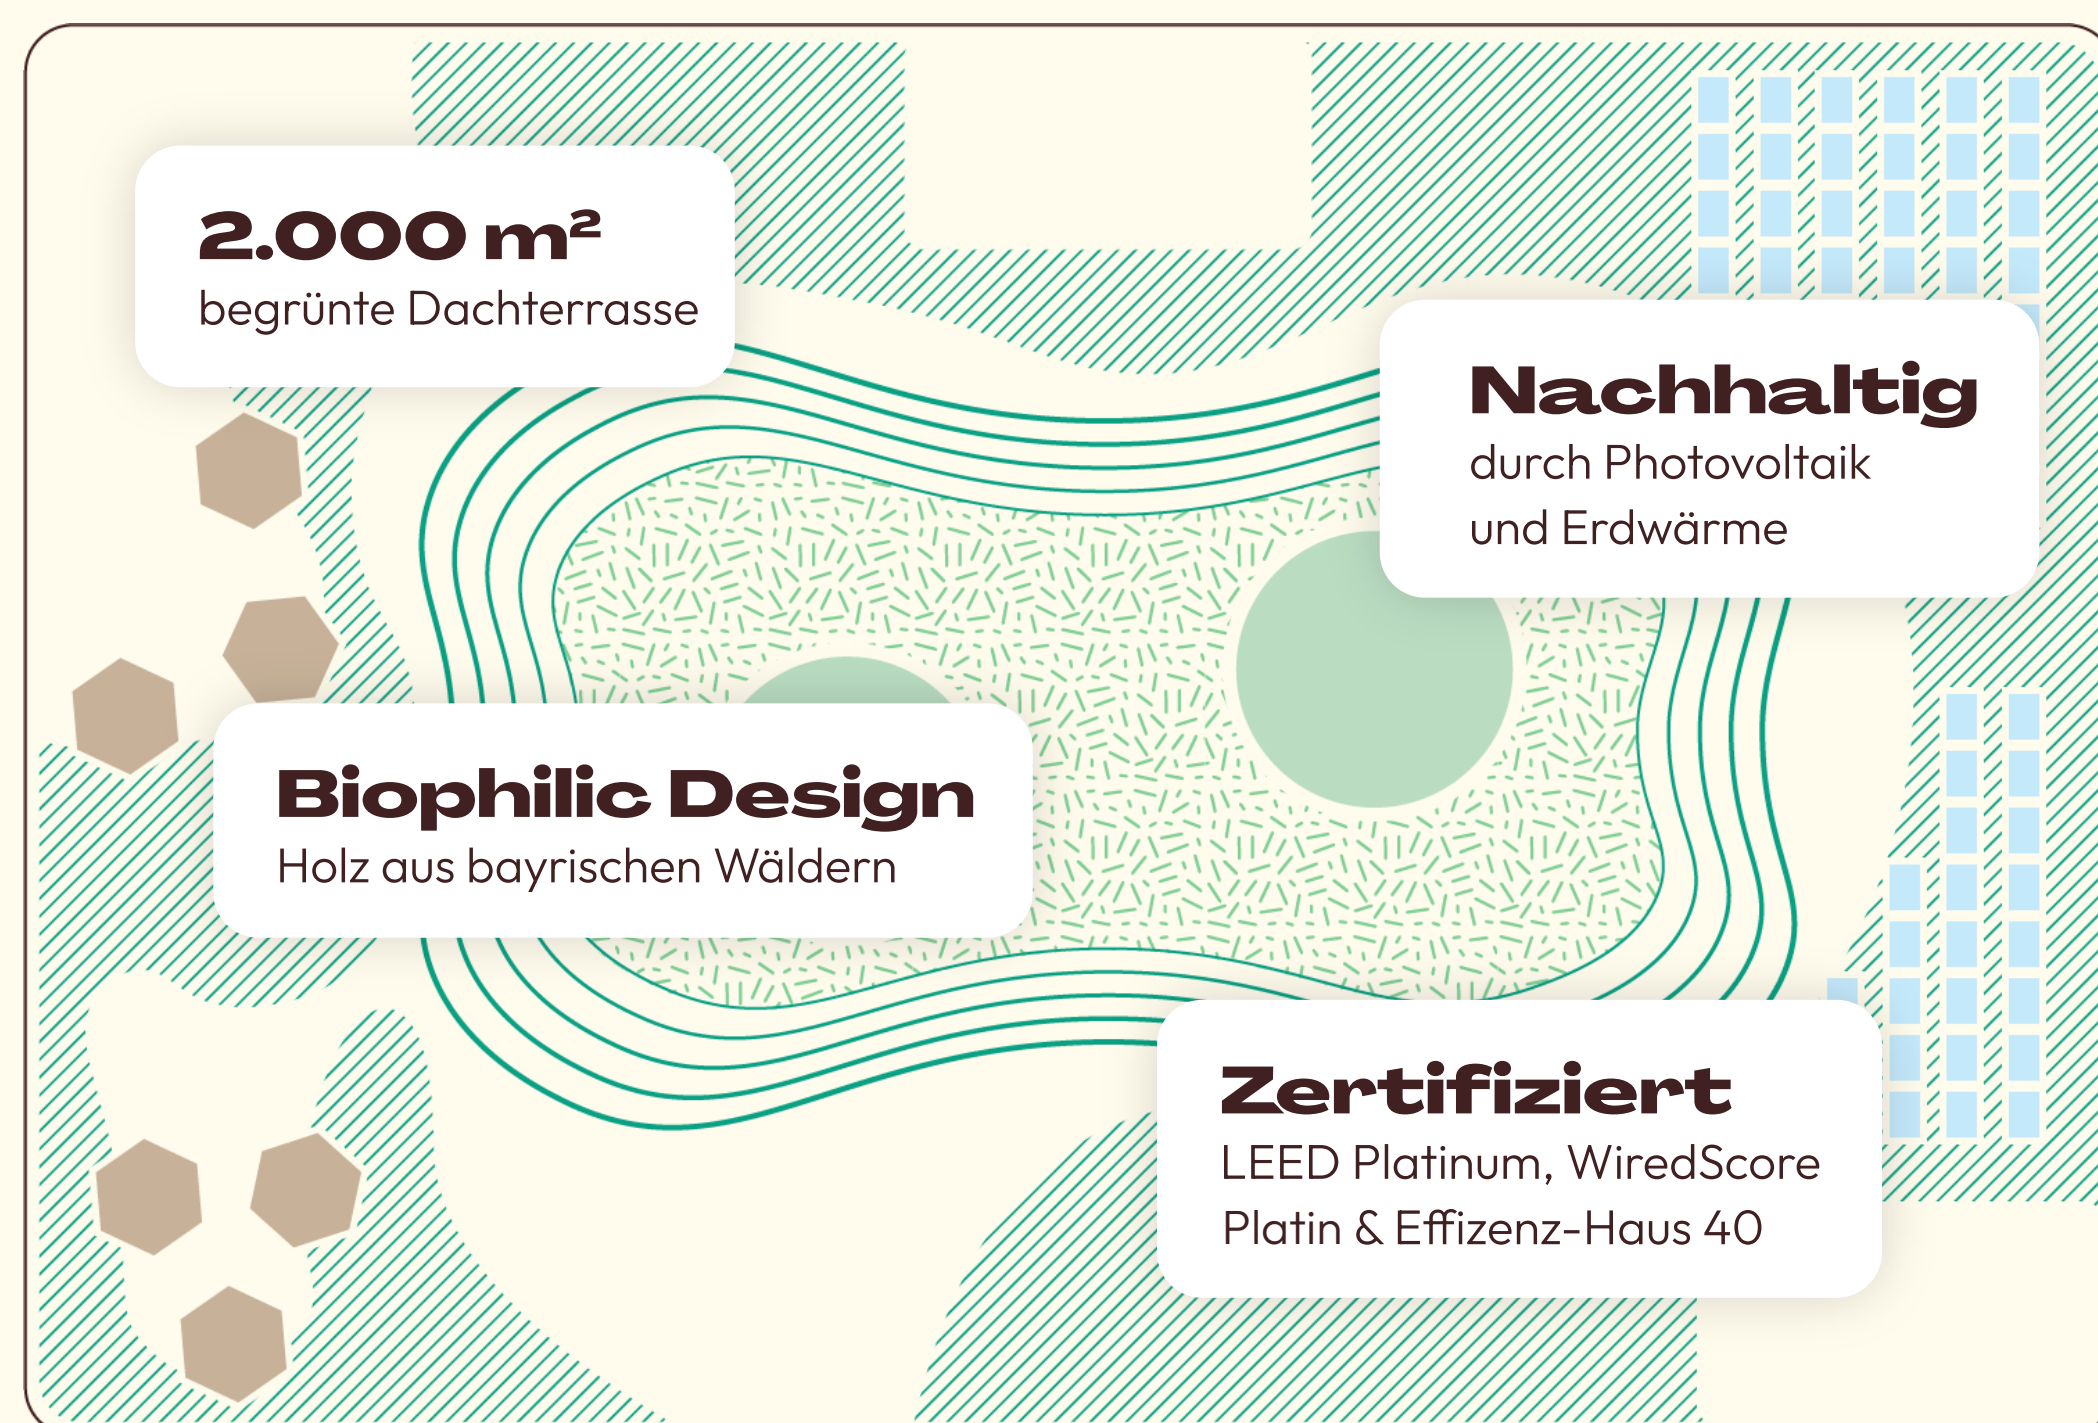 2.000 m²
begrünte Dachterrasse
Nachhaltig
durch Photovoltaik
und Erdwärme
Biophilic Design
Holz aus bayrischen Wäldern
Zertifiziert
LEED Platinum, WiredScore
Platin & Effizenz-Haus 40